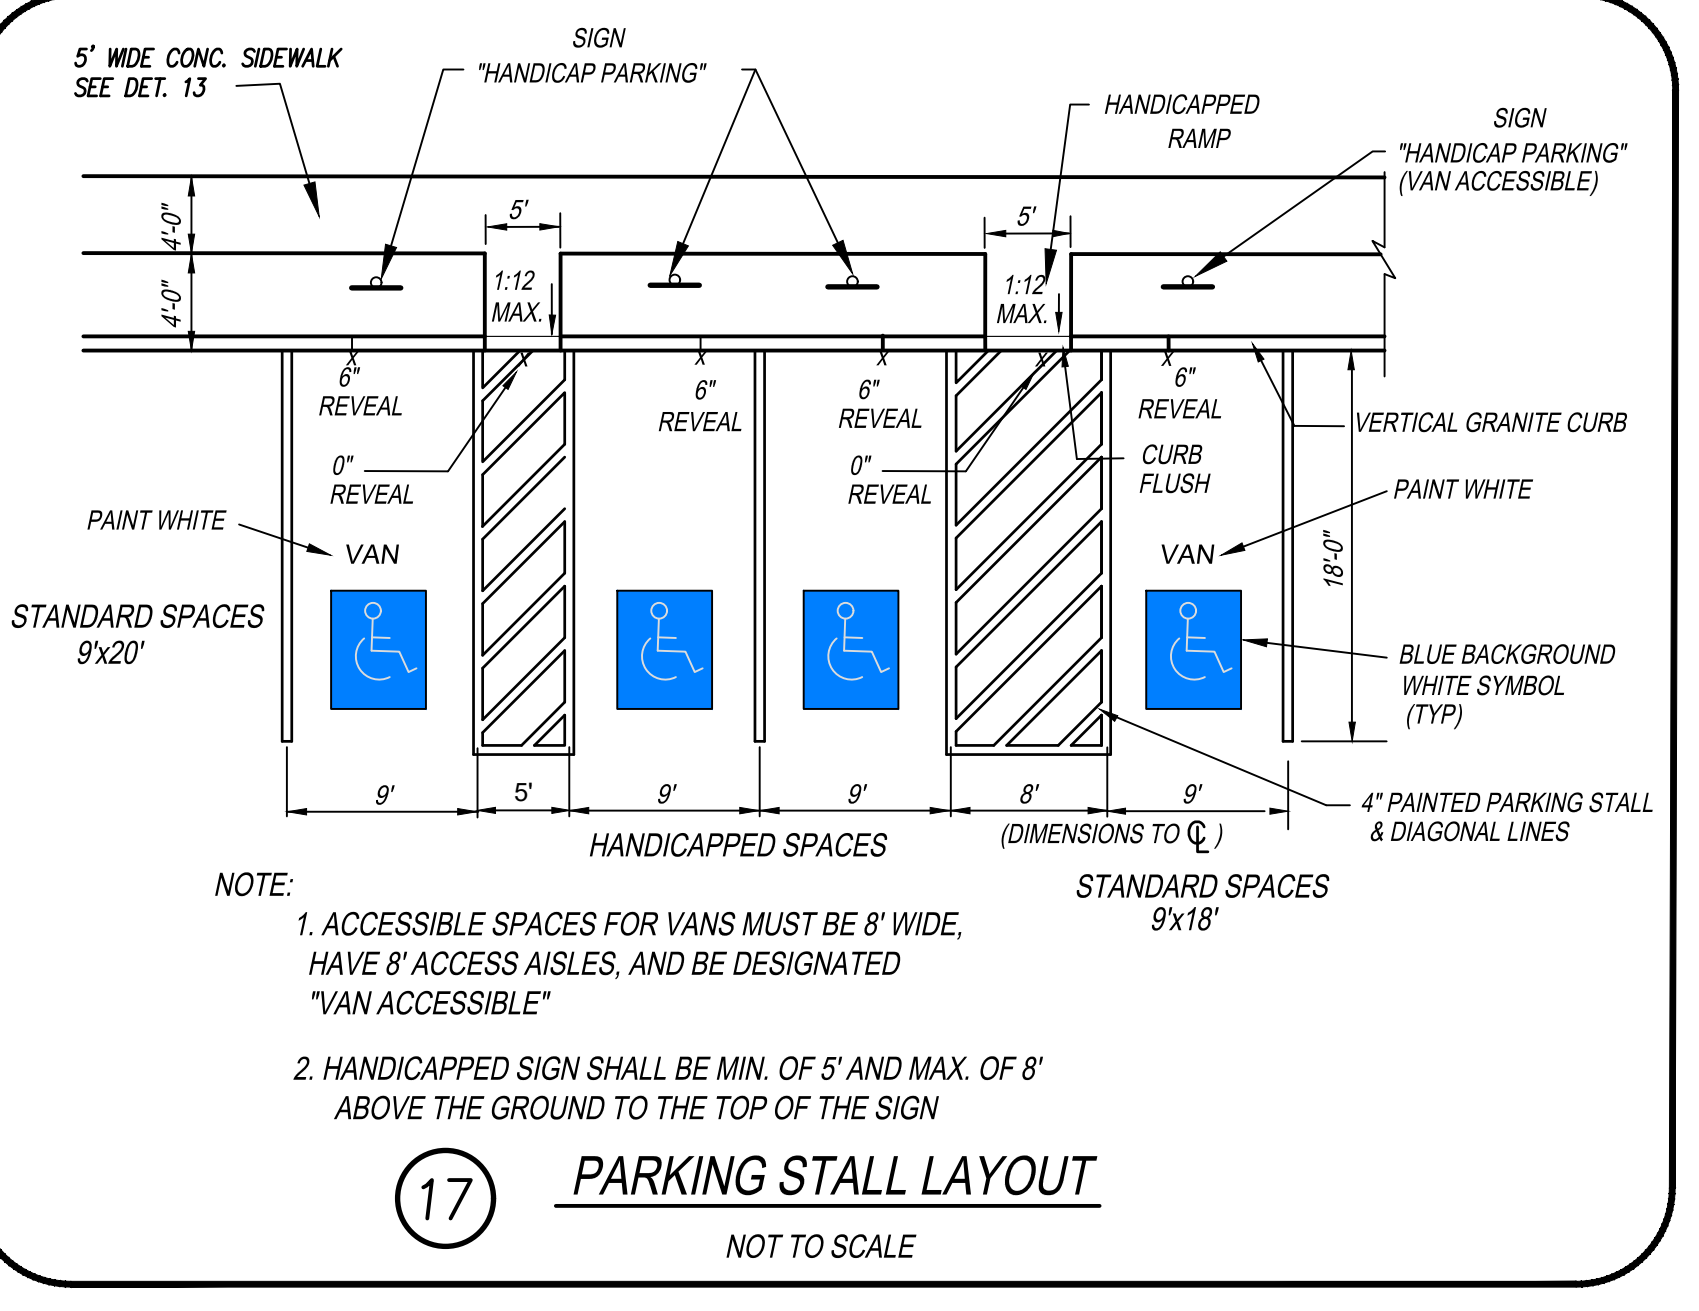 5' WIDE CONC. SIDEWALK
SEE DET. 13
SIGN
"HANDICAP PARKING"
HANDICAPPED
RAMP
SIGN
"HANDICAP PARKING"
(VAN ACCESSIBLE)
4'-0"
4'-0"
5'
5'
1:12
MAX.
1:12
MAX.
X
X
X
X
X
X
6"
REVEAL
6"
REVEAL
6"
REVEAL
6"
REVEAL
0"
REVEAL
0"
REVEAL
CURB
FLUSH
VERTICAL GRANITE CURB
PAINT WHITE
VAN
VAN
PAINT WHITE
18'-0"
STANDARD SPACES
9'x20'
BLUE BACKGROUND
WHITE SYMBOL
(TYP)
9'
5'
9'
9'
8'
9'
4" PAINTED PARKING STALL
& DIAGONAL LINES
HANDICAPPED SPACES
(DIMENSIONS TO ℄)
STANDARD SPACES
9'x18'
NOTE:
1. ACCESSIBLE SPACES FOR VANS MUST BE 8' WIDE,
HAVE 8' ACCESS AISLES, AND BE DESIGNATED
"VAN ACCESSIBLE"
2. HANDICAPPED SIGN SHALL BE MIN. OF 5' AND MAX. OF 8'
ABOVE THE GROUND TO THE TOP OF THE SIGN
17
PARKING STALL LAYOUT
NOT TO SCALE